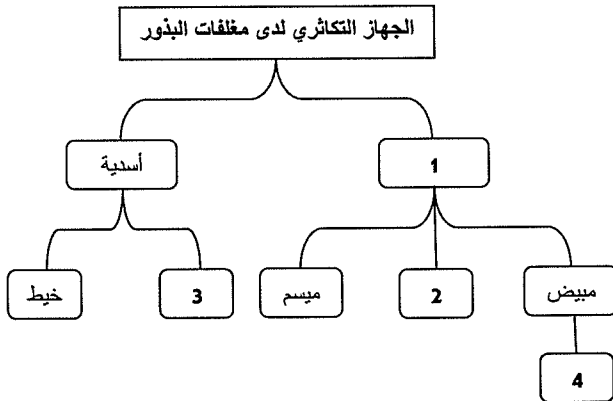 الجهاز التكاثري لدى مغلفات البذور
1
أسدية
مبيض
2
ميسم
3
خيط
4